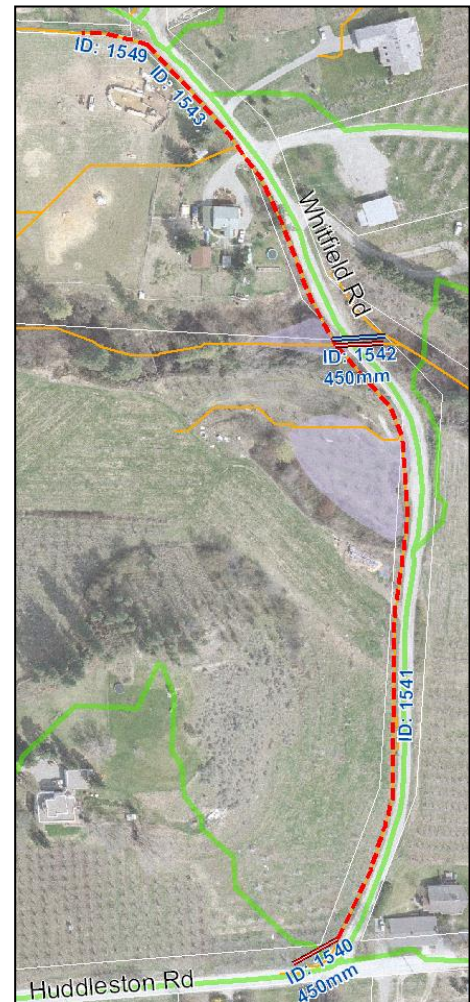 ID: 1549
ID: 1543
Whitfield Rd
ID: 1542
450mm
ID: 1541
ID: 1540
450mm
Huddleston Rd